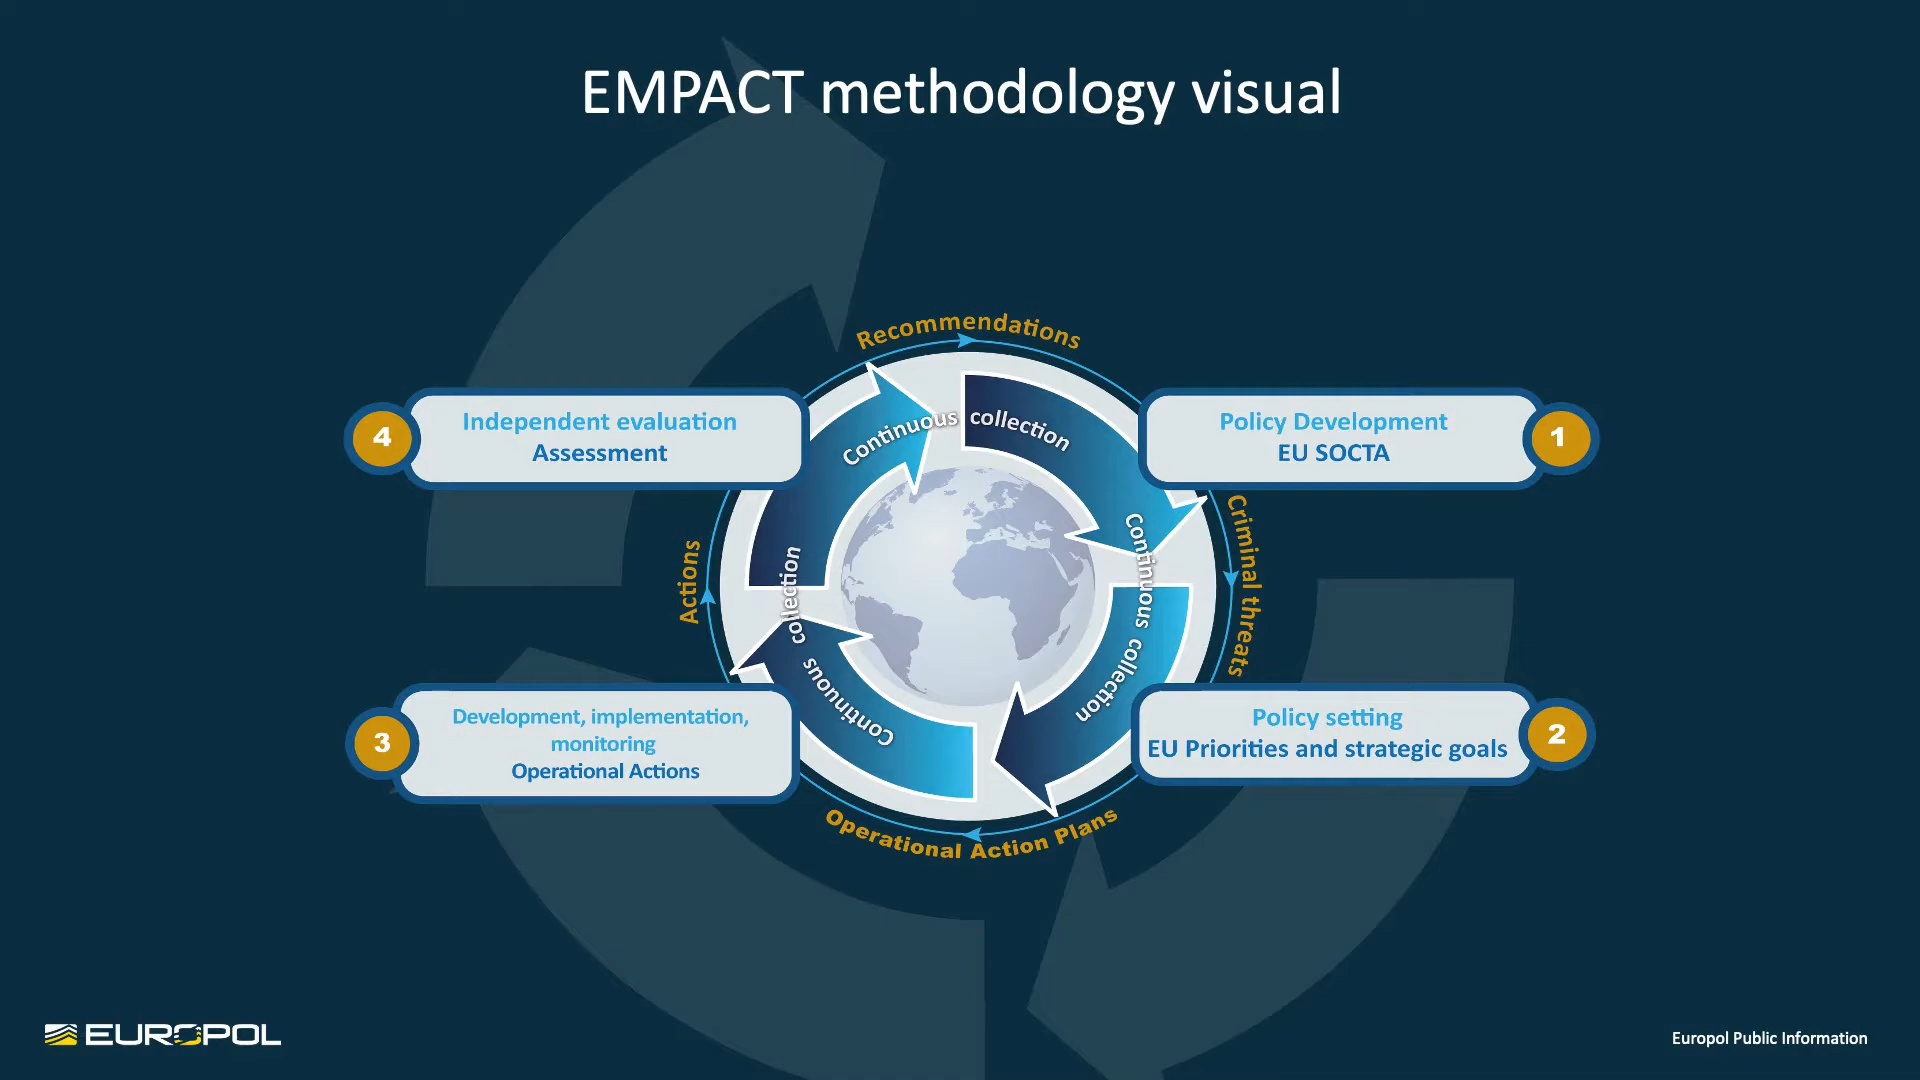 EMPACT methodology visual
Recommendations
4
Independent evaluation
Assessment
Continuous collection
Policy Development
EU SOCTA
1
Criminal threats
Continuous collection
Actions
Continuous collection
3
Development, implementation,
monitoring
Operational Actions
Policy setting
EU Priorities and strategic goals
2
Operational Action Plans
EUROPOL
Europol Public Information